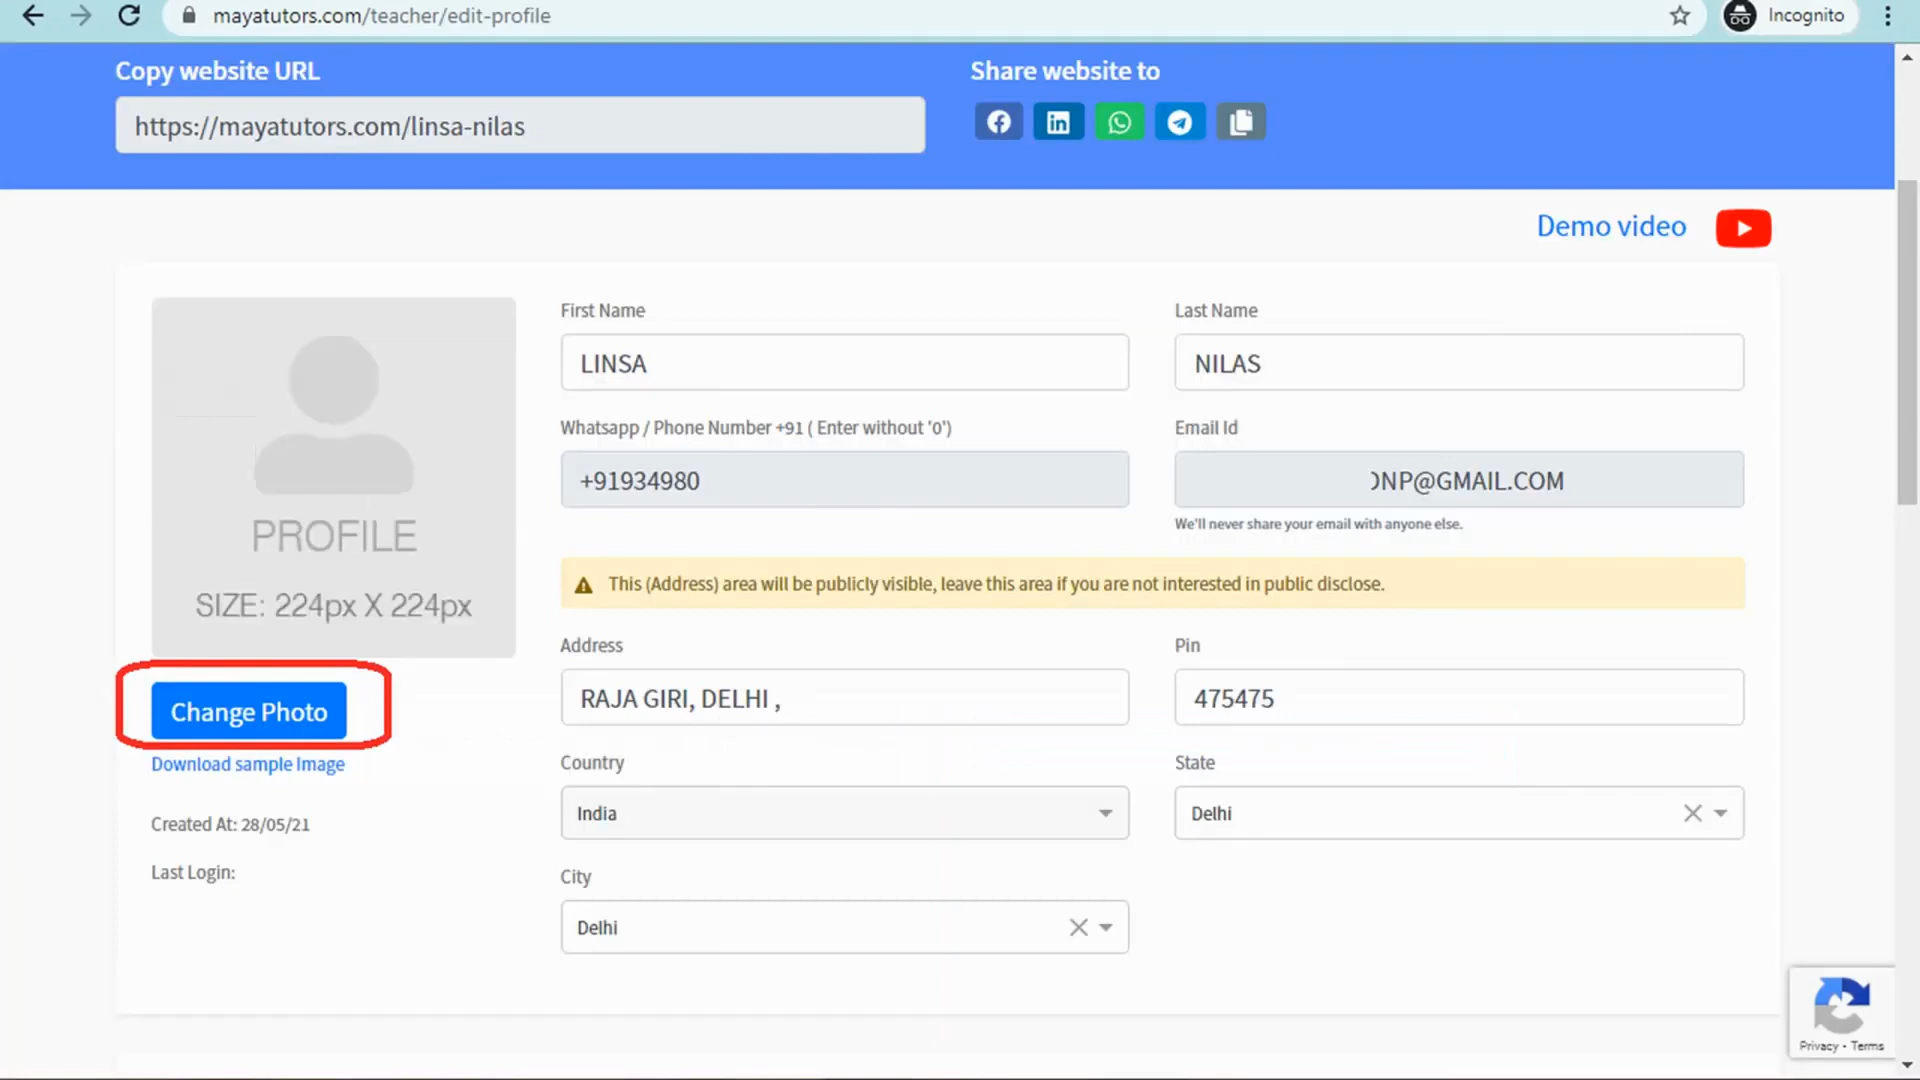 mayatutors.com/teacher/edit-profile
Incognito
Copy website URL
Share website to
https://mayatutors.com/linsa-nilas
Demo video
First Name
Last Name
LINSA
NILAS
Whatsapp / Phone Number +91 ( Enter without '0')
Email Id
+91934980
NP@GMAIL.COM
We'll never share your email with anyone else.
PROFILE
SIZE: 224px X 224px
This (Address) area will be publicly visible, leave this area if you are not interested in public disclose.
Address
Pin
RAJA GIRI, DELHI ,
475475
Change Photo
Download sample Image
Country
State
India
Delhi
Created At: 28/05/21
Last Login:
City
Delhi
Privacy - Terms